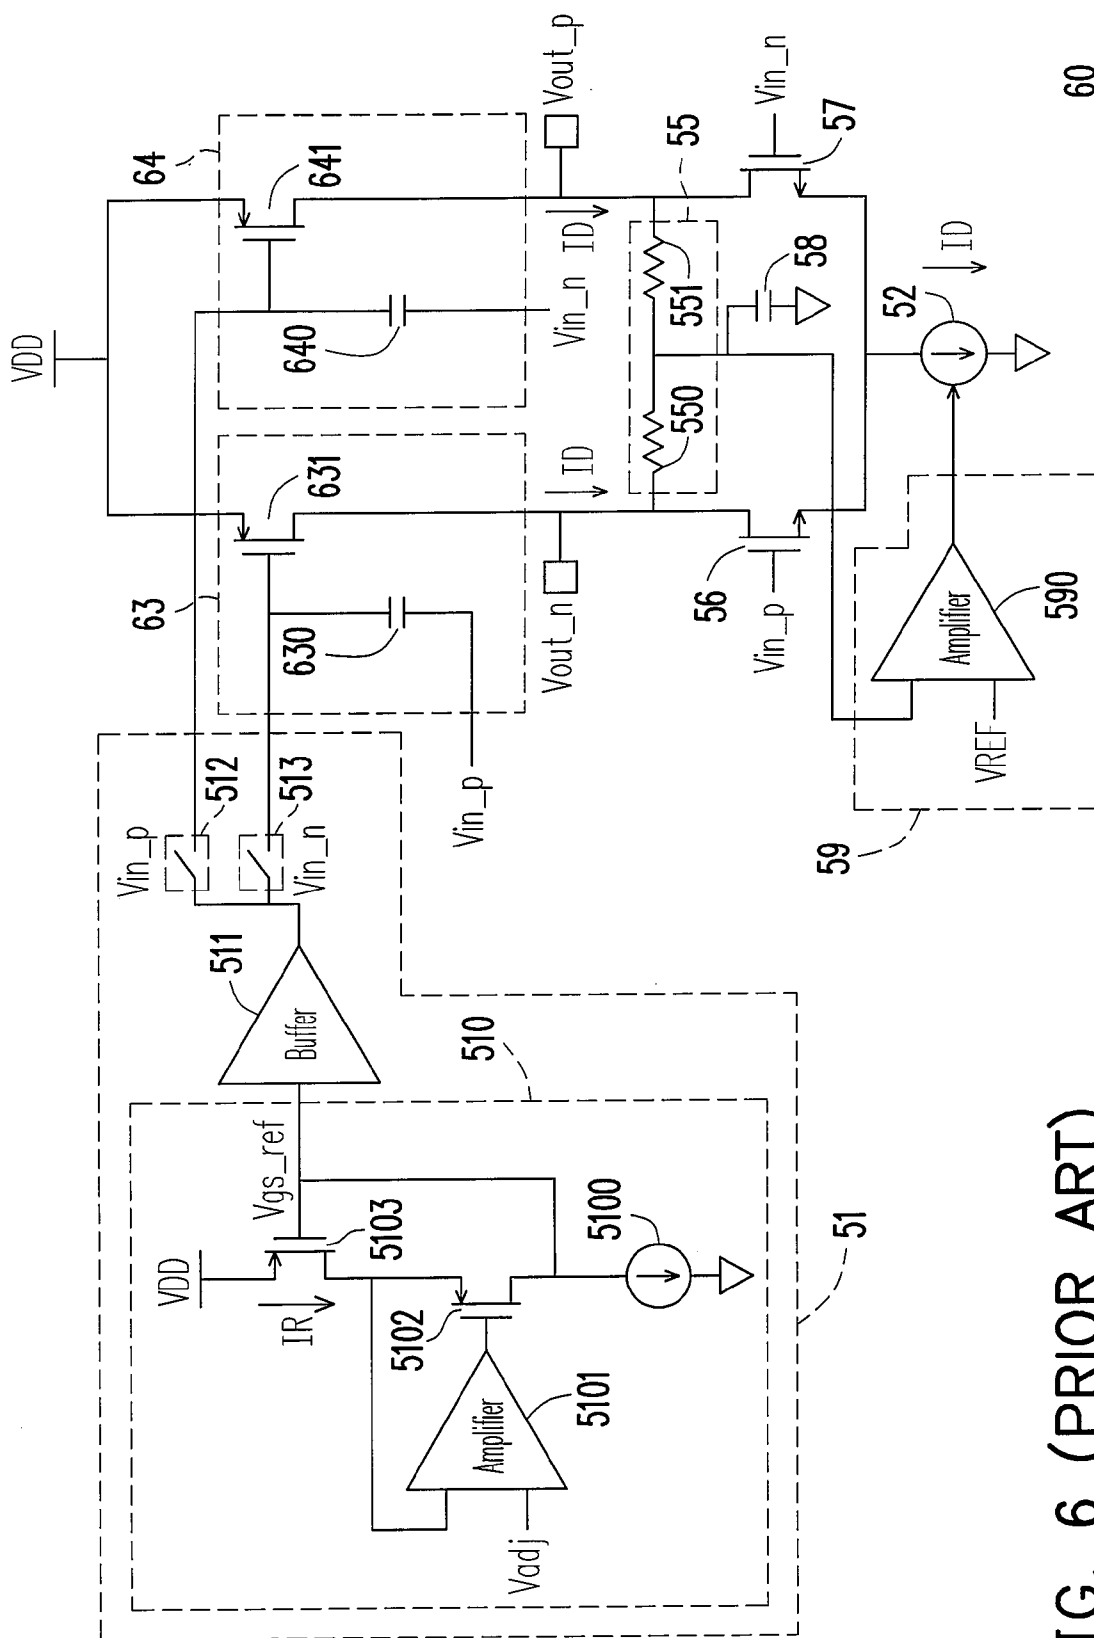 VDD
64
641
640
Vin_n
Vout_p
ID
63
631
630
Vin_p
Vout_n
ID
55
551
550
58
Vin_n
57
56
Vin_p
52
ID
Amplifier
590
VREF
59
60
Vin_p
512
513
Vin_n
511
Buffer
510
Vgs_ref
VDD
5103
IR
5102
5100
Amplifier
5101
Vadj
51
6 (PRIOR ART)